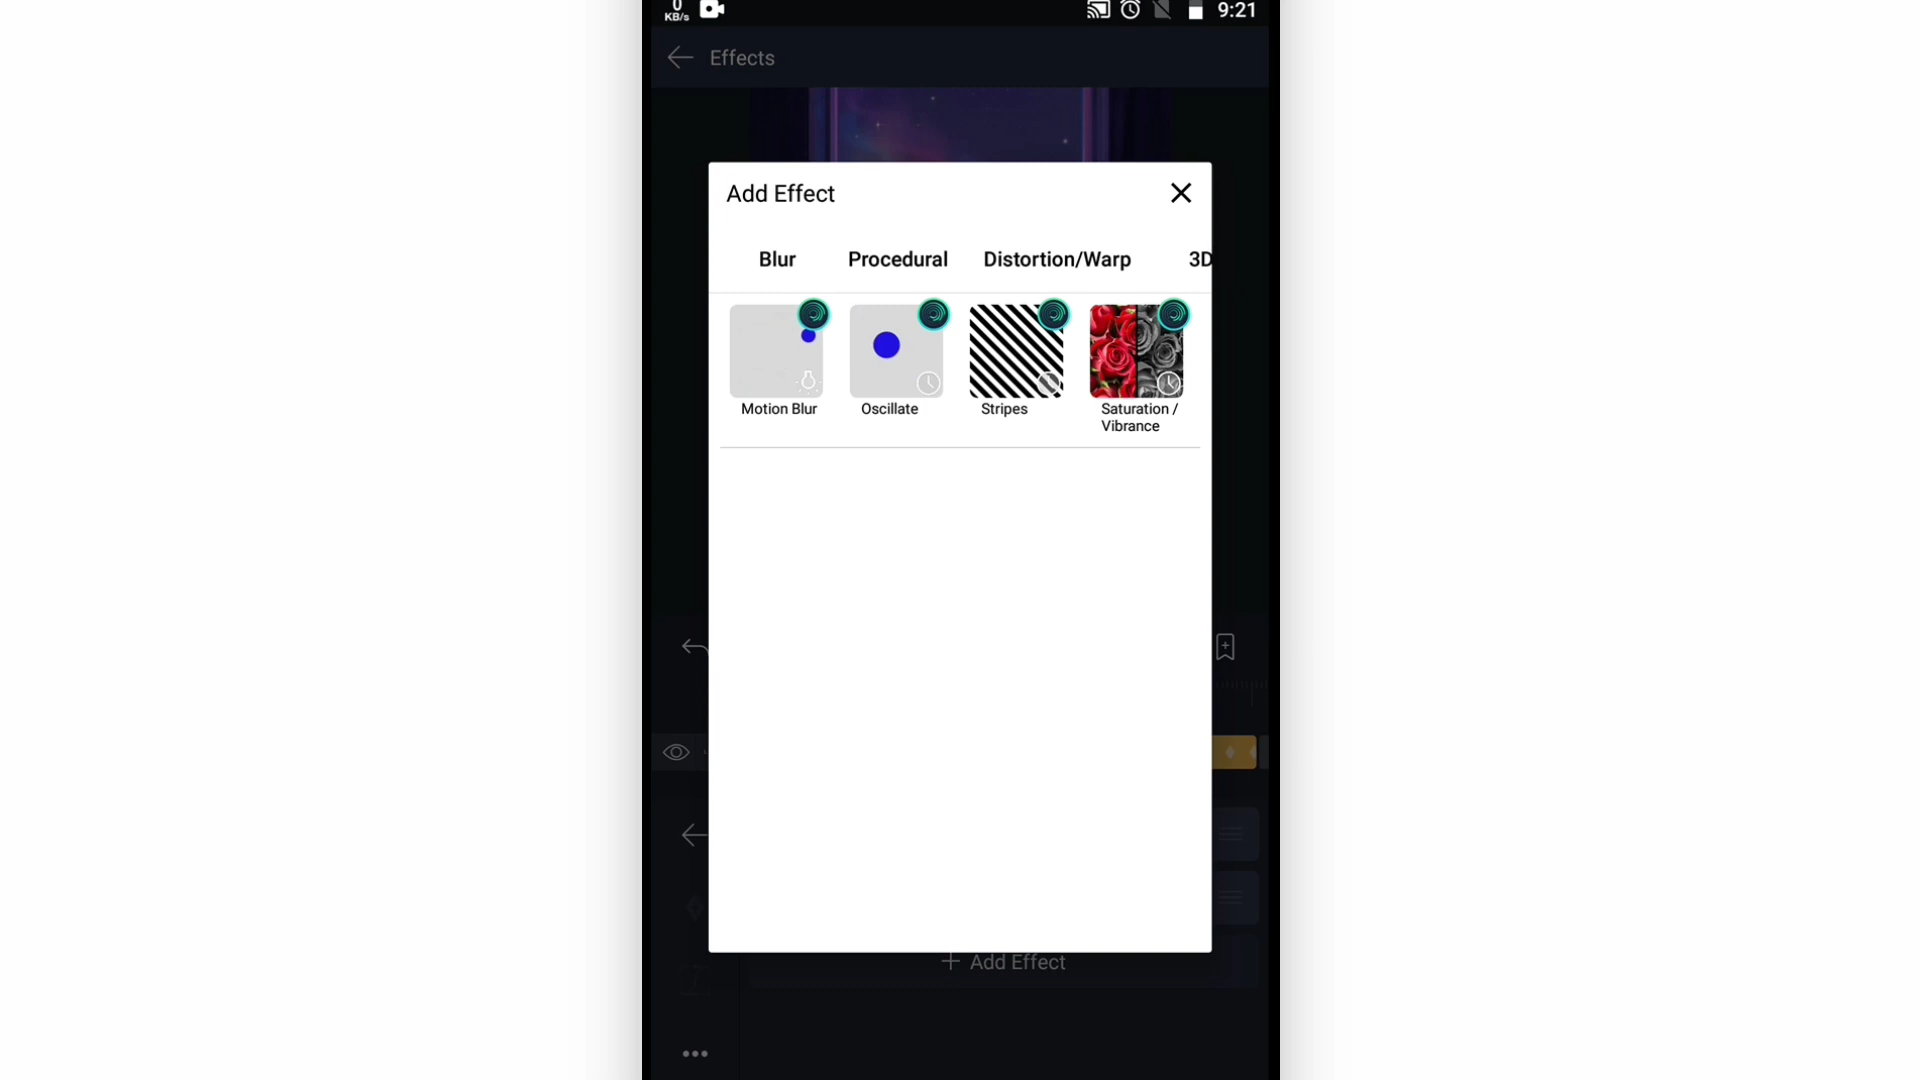 0
KB/s
9:21
Effects
Add Effect
Blur Procedural Distortion/Warp 3D
Motion Blur Oscillate Stripes Saturation /
Vibrance
+ Add Effect